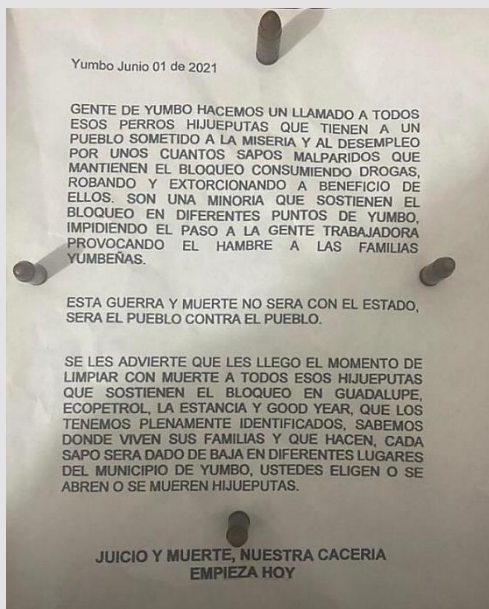 Yumbo Junio 01 de 2021
GENTE DE YUMBO HACEMOS UN LLAMADO A TODOS
ESOS PERROS HIJUEPUTAS QUE TIENEN A UN
PUEBLO SOMETIDO A LA MISERIA Y AL DESEMPLEO
POR UNOS CUANTOS SAPOS MALPARIDOS QUE
MANTIENEN EL BLOQUEO CONSUMIENDO DROGAS,
ROBANDO Y EXTORCIONANDO A BENEFICIO DE
ELLOS. SON UNA MINORIA QUE SOSTIENEN EL
BLOQUEO EN DIFERENTES PUNTOS DE YUMBO,
IMPIDIENDO EL PASO A LA GENTE TRABAJADORA
PROVOCANDO EL HAMBRE A LAS FAMILIAS
YUMBEÑAS.
ESTA GUERRA Y MUERTE NO SERA CON EL ESTADO,
SERA EL PUEBLO CONTRA EL PUEBLO.
SE LES ADVIERTE QUE LES LLEGO EL MOMENTO DE
LIMPIAR CON MUERTE A TODOS ESOS HIJUEPUTAS
QUE SOSTIENEN EL BLOQUEO EN GUADALUPE,
ECOPETROL, LA ESTANCIA Y GOOD YEAR, QUE LOS
TENEMOS PLENAMENTE IDENTIFICADOS, SABEMOS
DONDE VIVEN SUS FAMILIAS Y QUE HACEN, CADA
SAPO SERA DADO DE BAJA EN DIFERENTES LUGARES
DEL MUNICIPIO DE YUMBO, USTEDES ELIGEN O SE
ABREN O SE MUEREN HIJUEPUTAS.
JUICIO Y MUERTE, NUESTRA CACERIA
EMPIEZA HOY